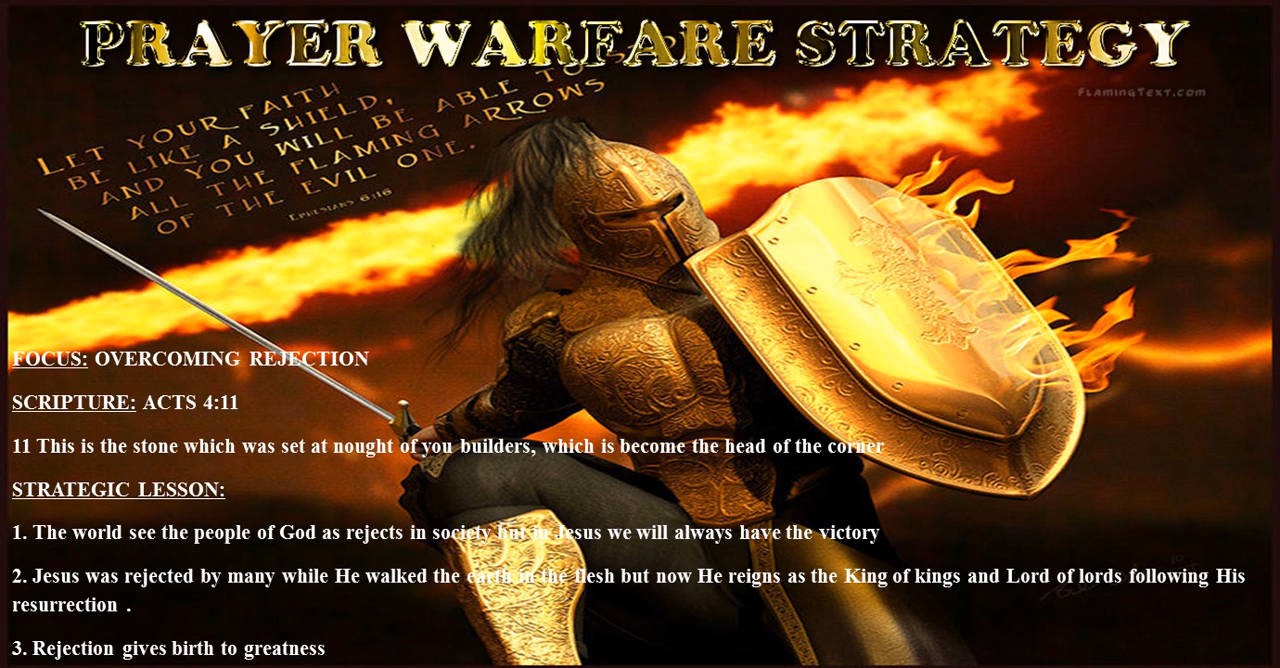 PRAYER WARFARE STRATEGY
FLAMINGTEXT.COM
LET YOUR FAITH
BE LIKE A SHIELD,
AND YOU WILL BE ABLE TO
ALL THE FLAMING ARROWS
OF THE EVIL ONE.
EPHESIANS 6:16
FOCUS: OVERCOMING REJECTION
SCRIPTURE: ACTS 4:11
11 This is the stone which was set at nought of you builders, which is become the head of the corner
STRATEGIC LESSON:
1. The world see the people of God as rejects in society but in Jesus we will always have the victory
2. Jesus was rejected by many while He walked the earth in the flesh but now He reigns as the King of kings and Lord of lords following His
resurrection .
3. Rejection gives birth to greatness